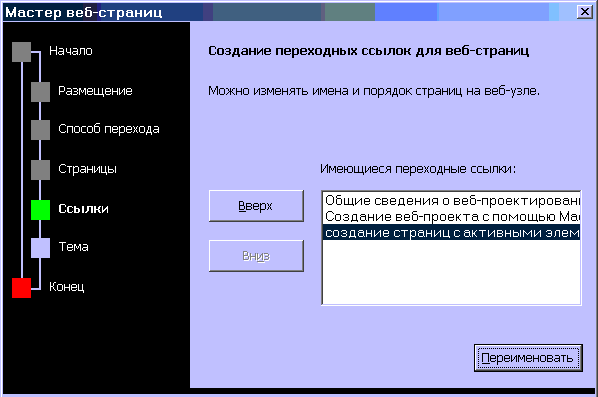 Мастер веб-страниц
Начало
Размещение
Способ перехода
Страницы
Ссылки
Тема
Конец
Создание переходных ссылок для веб-страниц
Можно изменять имена и порядок страниц на веб-узле.
Имеющиеся переходные ссылки:
Вверх
Вниз
Общие сведения о веб-проектирован
Создание веб-проекта с помощью Мас
создание страниц с активными элем
Переименовать